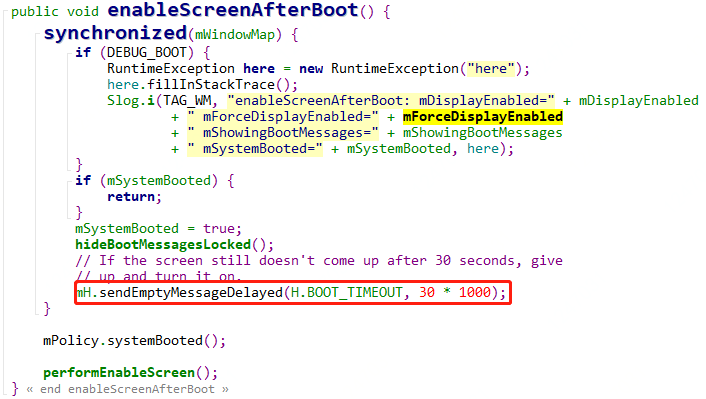 public void enableScreenAfterBoot() {
synchronized(mWindowMap) {
if (DEBUG_BOOT) {
RuntimeException here = new RuntimeException("here");
here.fillInStackTrace();
Slog.i(TAG_WM, "enableScreenAfterBoot: mDisplayEnabled=" + mDisplayEnabled
+ " mForceDisplayEnabled=" + mForceDisplayEnabled
+ " mShowingBootMessages=" + mShowingBootMessages
+ " mSystemBooted=" + mSystemBooted, here);
}
if (mSystemBooted) {
return;
}
mSystemBooted = true;
hideBootMessagesLocked();
// If the screen still doesn't come up after 30 seconds, give
// up and turn it on.
mH.sendEmptyMessageDelayed(H.BOOT_TIMEOUT, 30 * 1000);
}
mPolicy.systemBooted();
performEnableScreen();
} « end enableScreenAfterBoot »